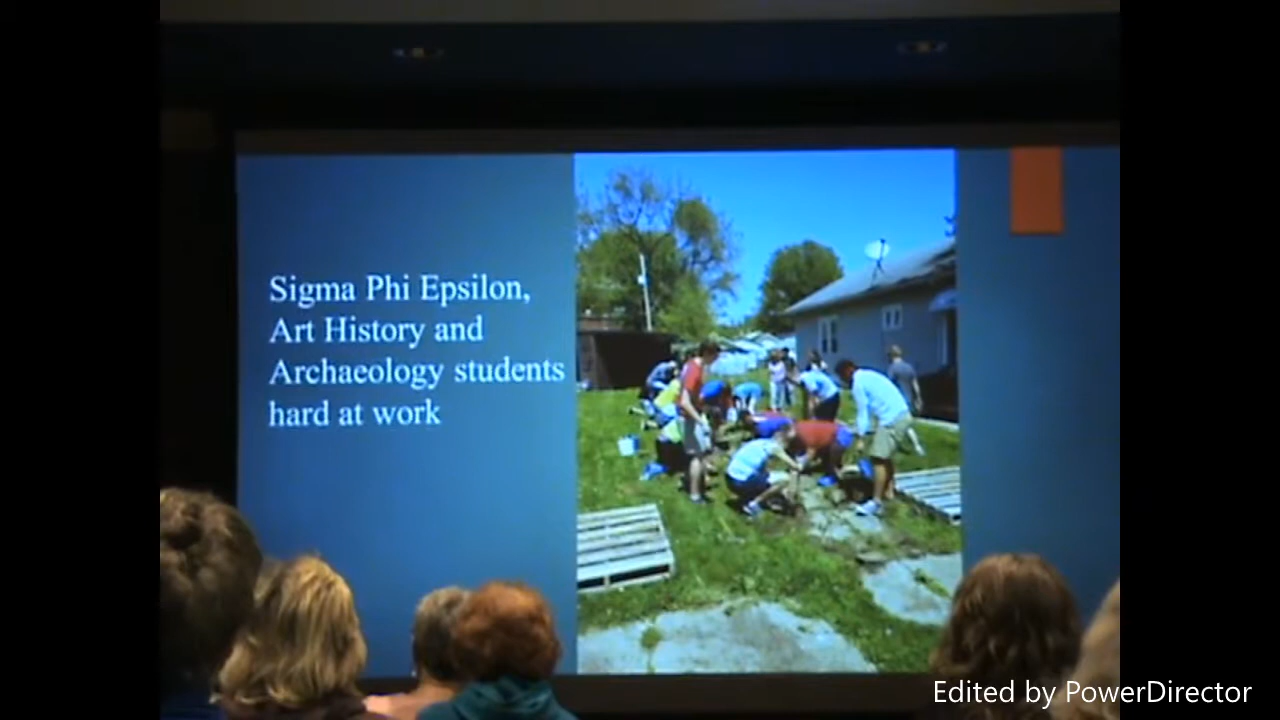 Sigma Phi Epsilon,
Art History and
Archaeology students
hard at work
Edited by PowerDirector